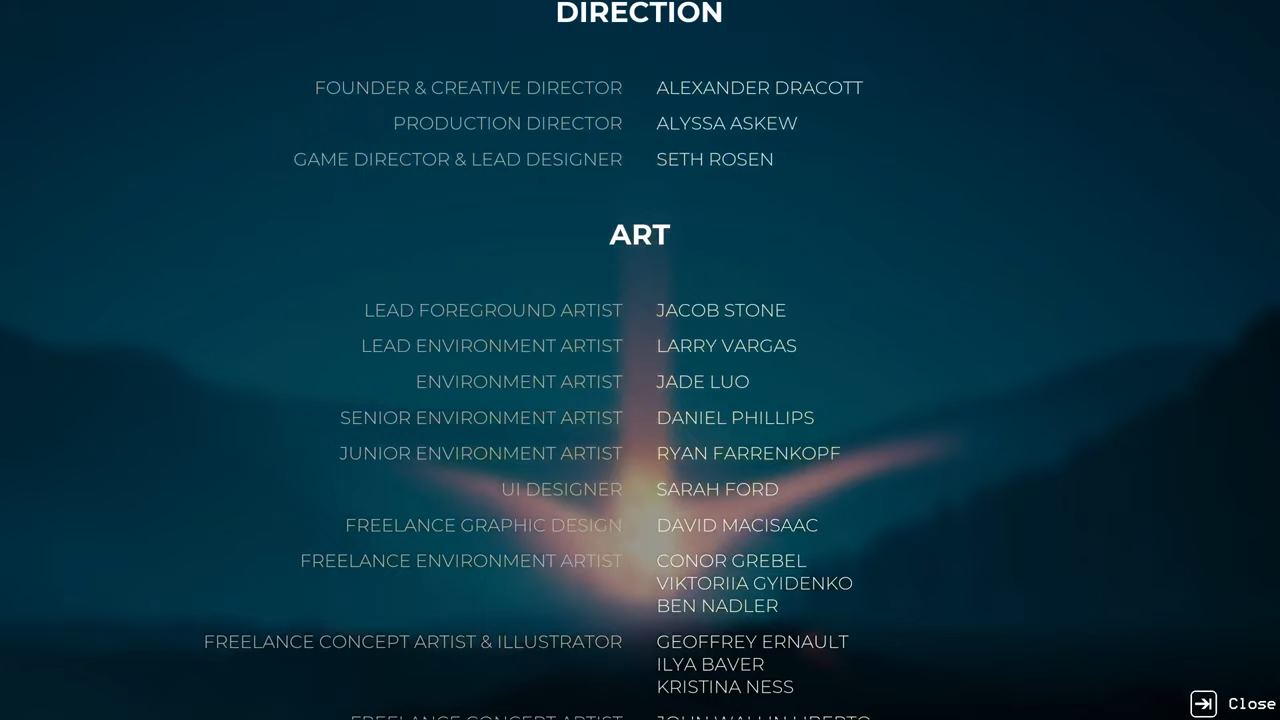 DIRECTION
FOUNDER & CREATIVE DIRECTOR ALEXANDER DRACOTT
PRODUCTION DIRECTOR ALYSSA ASKEW
GAME DIRECTOR & LEAD DESIGNER SETH ROSEN
ART
LEAD FOREGROUND ARTIST JACOB STONE
LEAD ENVIRONMENT ARTIST LARRY VARGAS
ENVIRONMENT ARTIST JADE LUO
SENIOR ENVIRONMENT ARTIST DANIEL PHILLIPS
JUNIOR ENVIRONMENT ARTIST RYAN FARRENKOPF
UI DESIGNER SARAH FORD
FREELANCE GRAPHIC DESIGN DAVID MACISAAC
FREELANCE ENVIRONMENT ARTIST CONOR GREBEL
VIKTORIIA GYIDENKO
BEN NADLER
FREELANCE CONCEPT ARTIST & ILLUSTRATOR GEOFFREY ERNAULT
ILYA BAVER
KRISTINA NESS
FREELANCE CONCEPT ARTIST
Close